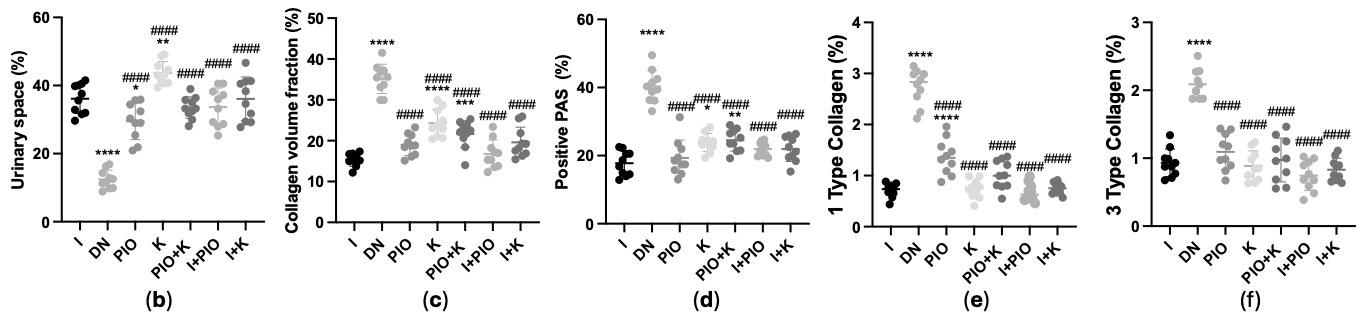 Urinary space (%)
60
40
20
0
####
**
####
*
####
####
####
****
I
DN
PIO
K
PIO+K
I+PIO
I+K
(b)
Collagen volume fraction (%)
50
40
30
20
10
0
****
####
####
****
####
***
####
####
I
DN
PIO
K
PIO+K
I+PIO
I+K
(c)
Positive PAS (%)
60
40
20
0
****
####
####
*
####
**
####
####
I
DN
PIO
K
PIO+K
I+PIO
I+K
(d)
1 Type Collagen (%)
4
3
2
1
0
****
####
****
####
####
####
####
I
DN
PIO
K
PIO+K
I+PIO
I+K
(e)
3 Type Collagen (%)
3
2
1
0
****
####
####
####
####
####
I
DN
PIO
K
PIO+K
I+PIO
I+K
(f)